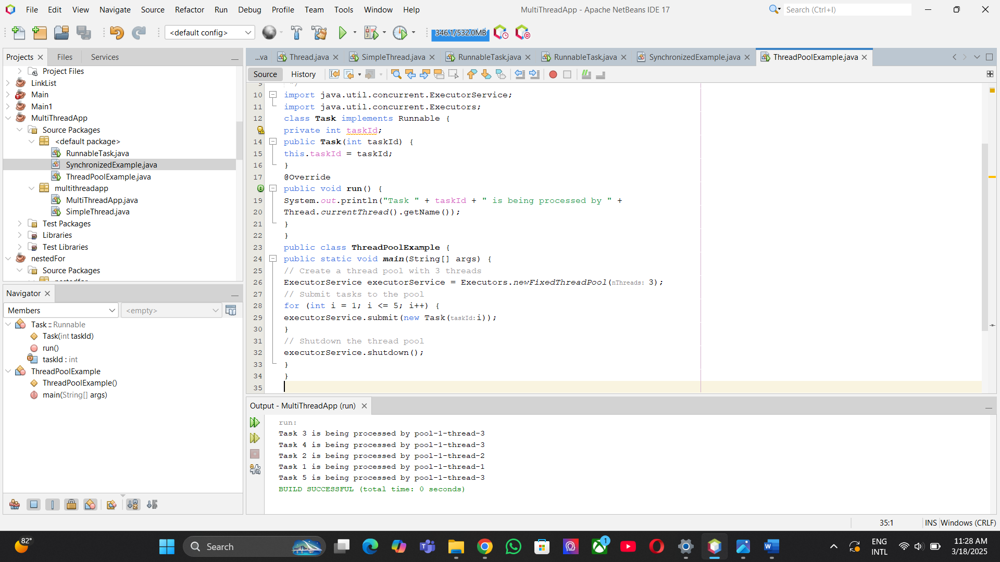 File Edit View Navigate Source Refactor Run Debug Profile Team Tools Window Help
MultiThreadApp - Apache NetBeans IDE 17
Search (Ctrl+I)
<default config>
346.1/532.0MB
Projects Files Services
Project Files
LinkList
Main
Main1
MultiThreadApp
Source Packages
<default package>
RunnableTask.java
SynchronizedExample.java
ThreadPoolExample.java
multithreadapp
MultiThreadApp.java
SimpleThread.java
Test Packages
Libraries
Test Libraries
nestedFor
Source Packages
Navigator
Members
<empty>
Task :: Runnable
Task(int taskId)
run()
taskId : int
ThreadPoolExample
ThreadPoolExample()
main(String[] args)
...va Thread.java SimpleThread.java RunnableTask.java RunnableTask.java SynchronizedExample.java ThreadPoolExample.java
Source History
9 */
10 import java.util.concurrent.ExecutorService;
11 import java.util.concurrent.Executors;
12 class Task implements Runnable {
private int taskId;
14 public Task(int taskId) {
15 this.taskId = taskId;
16 }
17 @Override
public void run() {
19 System.out.println("Task " + taskId + " is being processed by " +
20 Thread.currentThread().getName());
21 }
22 }
23 public class ThreadPoolExample {
24 public static void main(String[] args) {
25 // Create a thread pool with 3 threads
26 ExecutorService executorService = Executors.newFixedThreadPool(nThreads: 3);
27 // Submit tasks to the pool
28 for (int i = 1; i <= 5; i++) {
29 executorService.submit(new Task(taskId:i));
30 }
31 // Shutdown the thread pool
32 executorService.shutdown();
33 }
34 }
35
Output - MultiThreadApp (run)
run:
Task 3 is being processed by pool-1-thread-3
Task 4 is being processed by pool-1-thread-3
Task 2 is being processed by pool-1-thread-2
Task 1 is being processed by pool-1-thread-1
Task 5 is being processed by pool-1-thread-3
BUILD SUCCESSFUL (total time: 0 seconds)
35:1 INS Windows (CRLF)
82°
Search
1
ENG
INTL
11:28 AM
3/18/2025